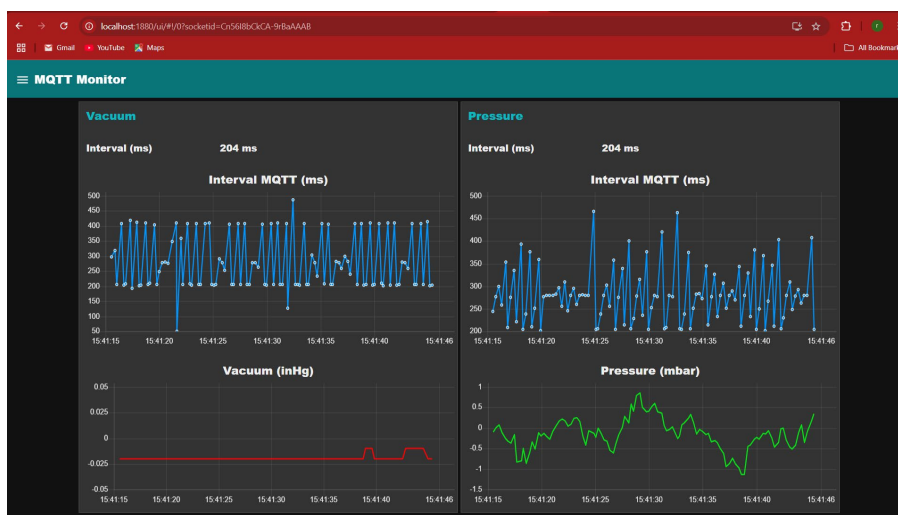 localhost:1880/ui/#!/0?socketid=Cn56I8bCkCA-9rBaAAAB
Gmail YouTube Maps All Bookmark
MQTT Monitor
Vacuum
Interval (ms) 204 ms
Interval MQTT (ms)
500
450
400
350
300
250
200
150
100
50
15:41:15 15:41:20 15:41:25 15:41:30 15:41:35 15:41:40 15:41:46
Vacuum (inHg)
0.05
0.025
0
-0.025
-0.05
15:41:15 15:41:20 15:41:25 15:41:30 15:41:35 15:41:40 15:41:46
Pressure
Interval (ms) 204 ms
Interval MQTT (ms)
500
450
400
350
300
250
200
15:41:15 15:41:20 15:41:25 15:41:30 15:41:35 15:41:40 15:41:46
Pressure (mbar)
1
0.5
0
-0.5
-1
-1.5
15:41:15 15:41:20 15:41:25 15:41:30 15:41:35 15:41:40 15:41:46